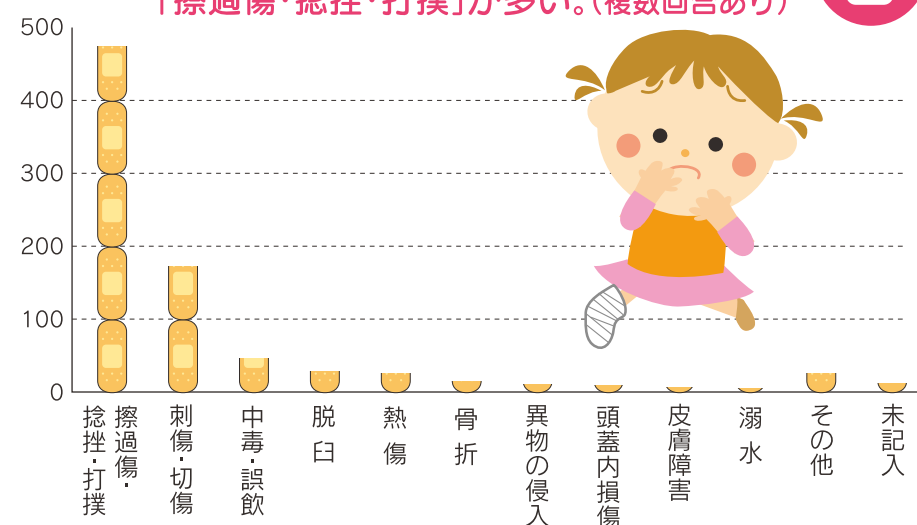 「擦過傷・捻挫・打撲」が多い。（複数回答あり）
500
400
300
200
100
0
擦過傷・
捻挫・打撲
刺傷・切傷
中毒・誤飲
脱臼
熱傷
骨折
異物の侵入
頭蓋内損傷
皮膚障害
溺水
その他
未記入